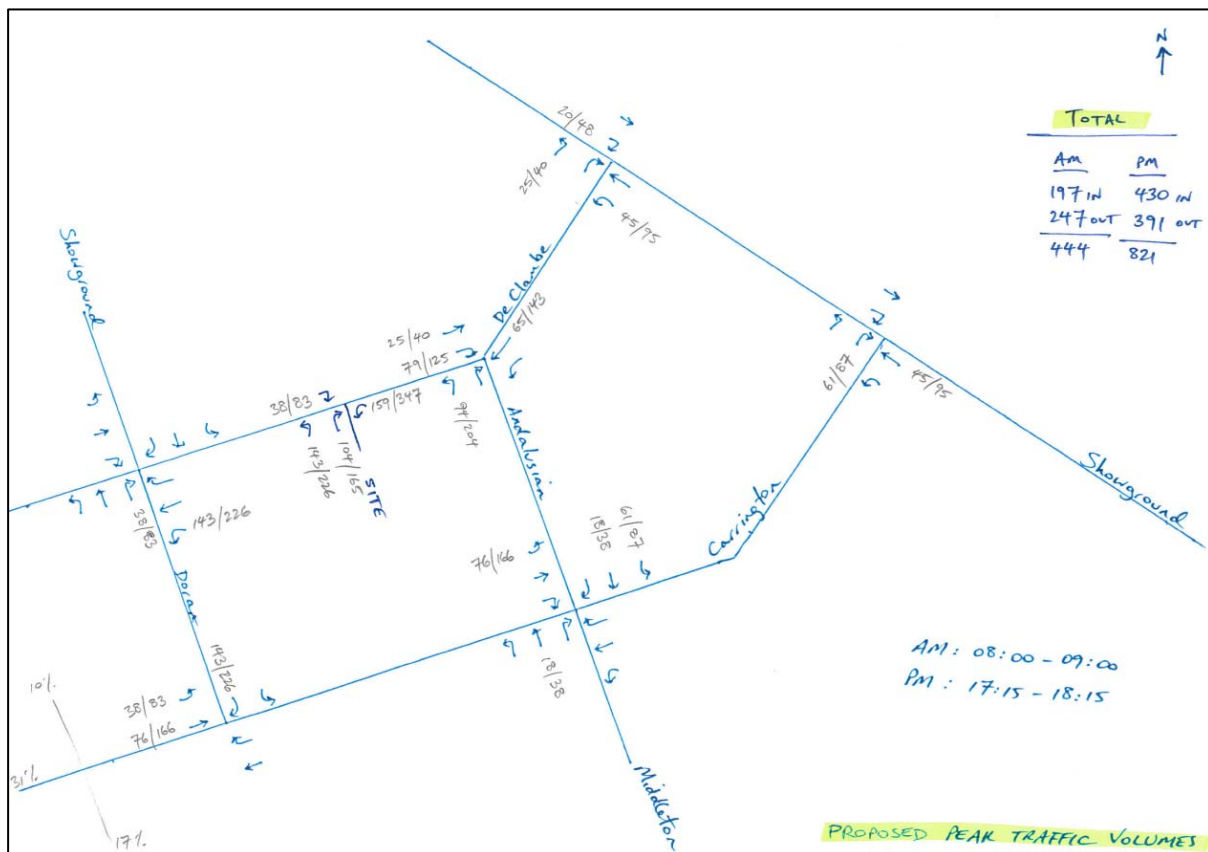 N
TOTAL
AM PM
197 IN 430 IN
247 OUT 391 OUT
444 821
20/48
25/40
45/95
Showground
De Clambe
65/143
25/40
79/125
61/87
45/95
38/83
159/347
94/204
143/226
104/165
SITE
Andalusian
Showground
38/83
143/226
Doran
61/87
18/38
Carrington
76/166
143/226
18/38
AM: 08:00 - 09:00
PM: 17:15 - 18:15
10%
38/83
76/166
31%
17%
Middleton
PROPOSED PEAK TRAFFIC VOLUMES